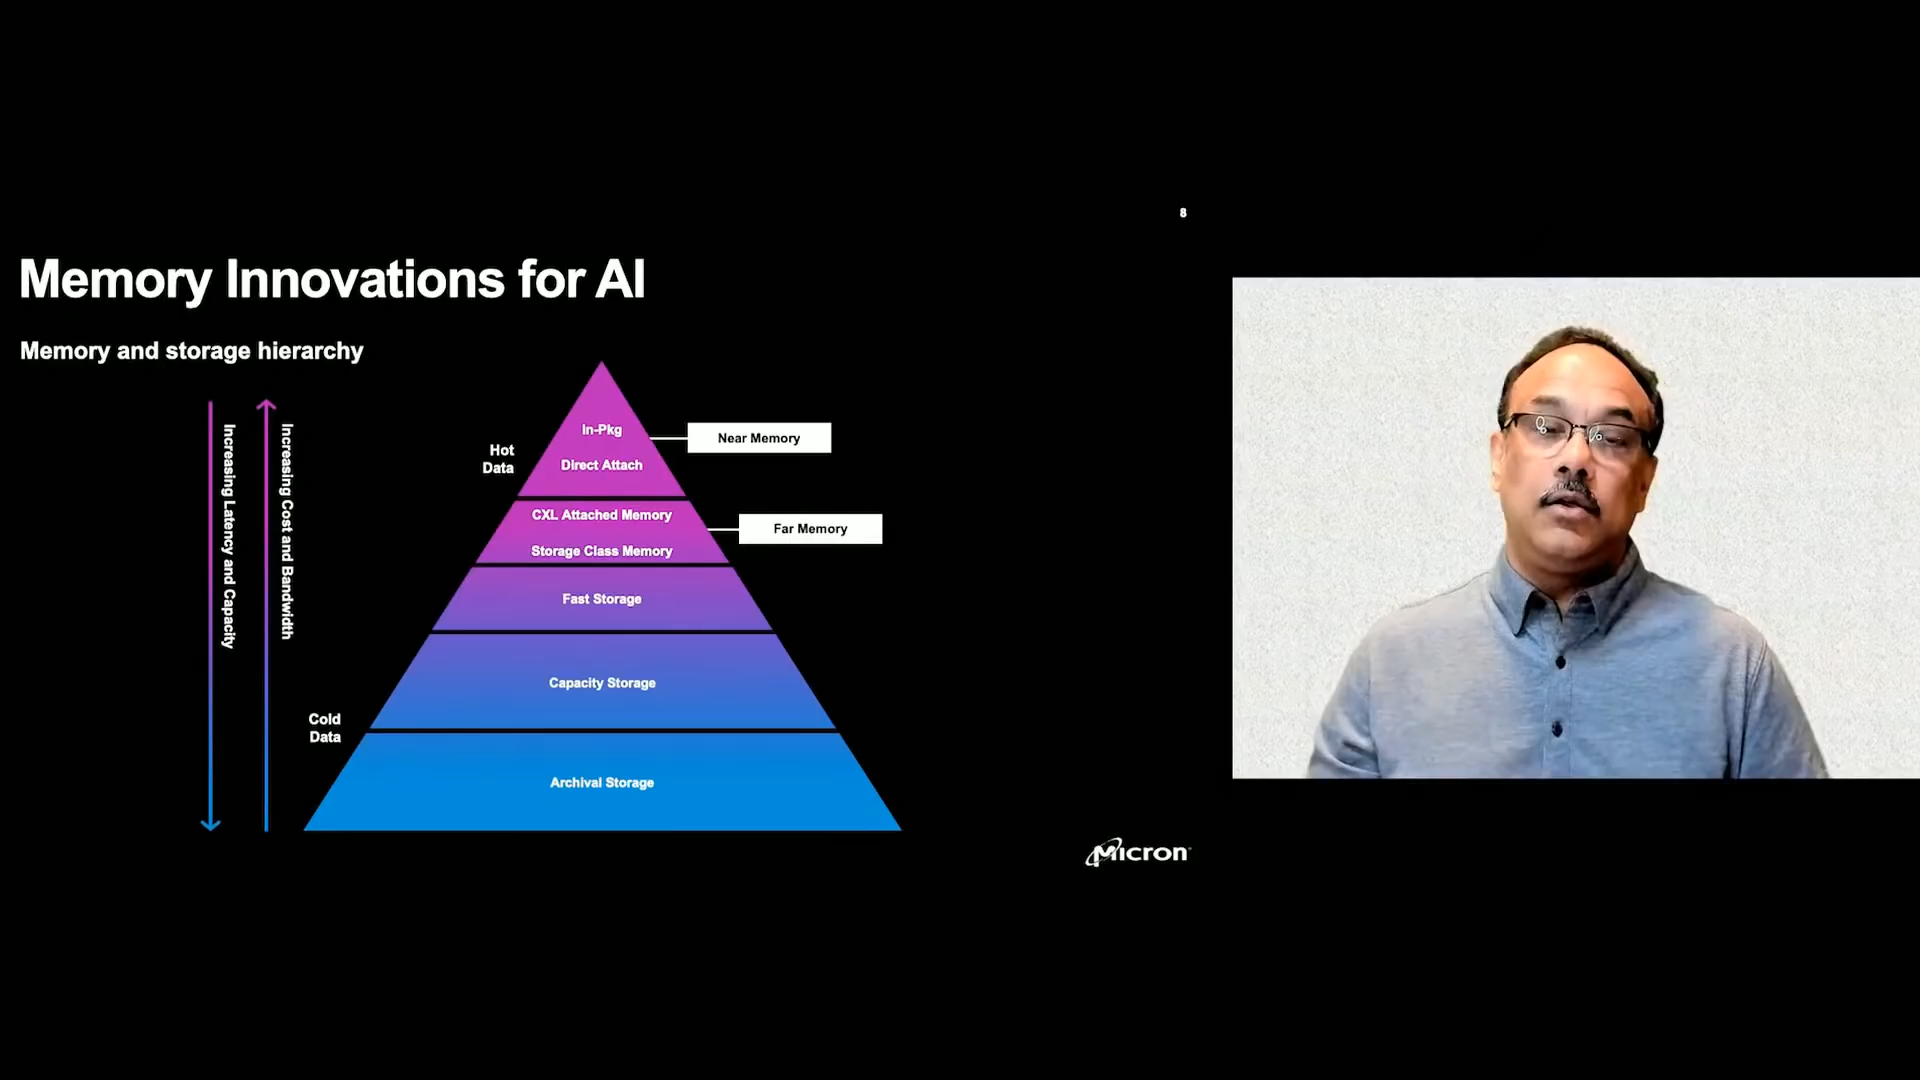 8
Memory Innovations for AI
Memory and storage hierarchy
Increasing Latency and Capacity
Increasing Cost and Bandwidth
Hot
Data
Cold
Data
In-Pkg
Direct Attach
Near Memory
CXL Attached Memory
Storage Class Memory
Far Memory
Fast Storage
Capacity Storage
Archival Storage
Micron